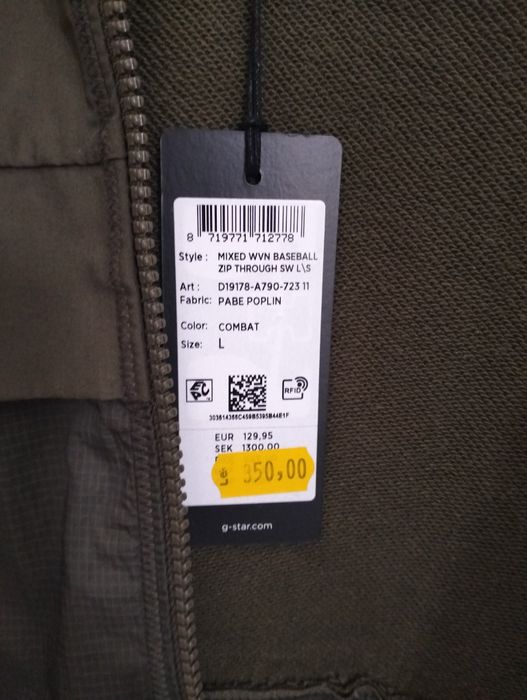 8 719771 712778
Style : MIXED WVN BASEBALL
ZIP THROUGH SW L\S
Art : D19178-A790-723 11
Fabric: PABE POPLIN
Color: COMBAT
Size: L
RFID
303614366C459B5395B44E1F
EUR 129,95
SEK 1300.00
350,00
g-star.com